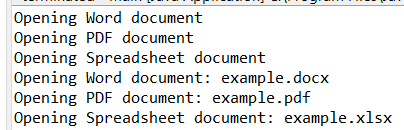 Opening Word document
Opening PDF document
Opening Spreadsheet document
Opening Word document: example.docx
Opening PDF document: example.pdf
Opening Spreadsheet document: example.xlsx